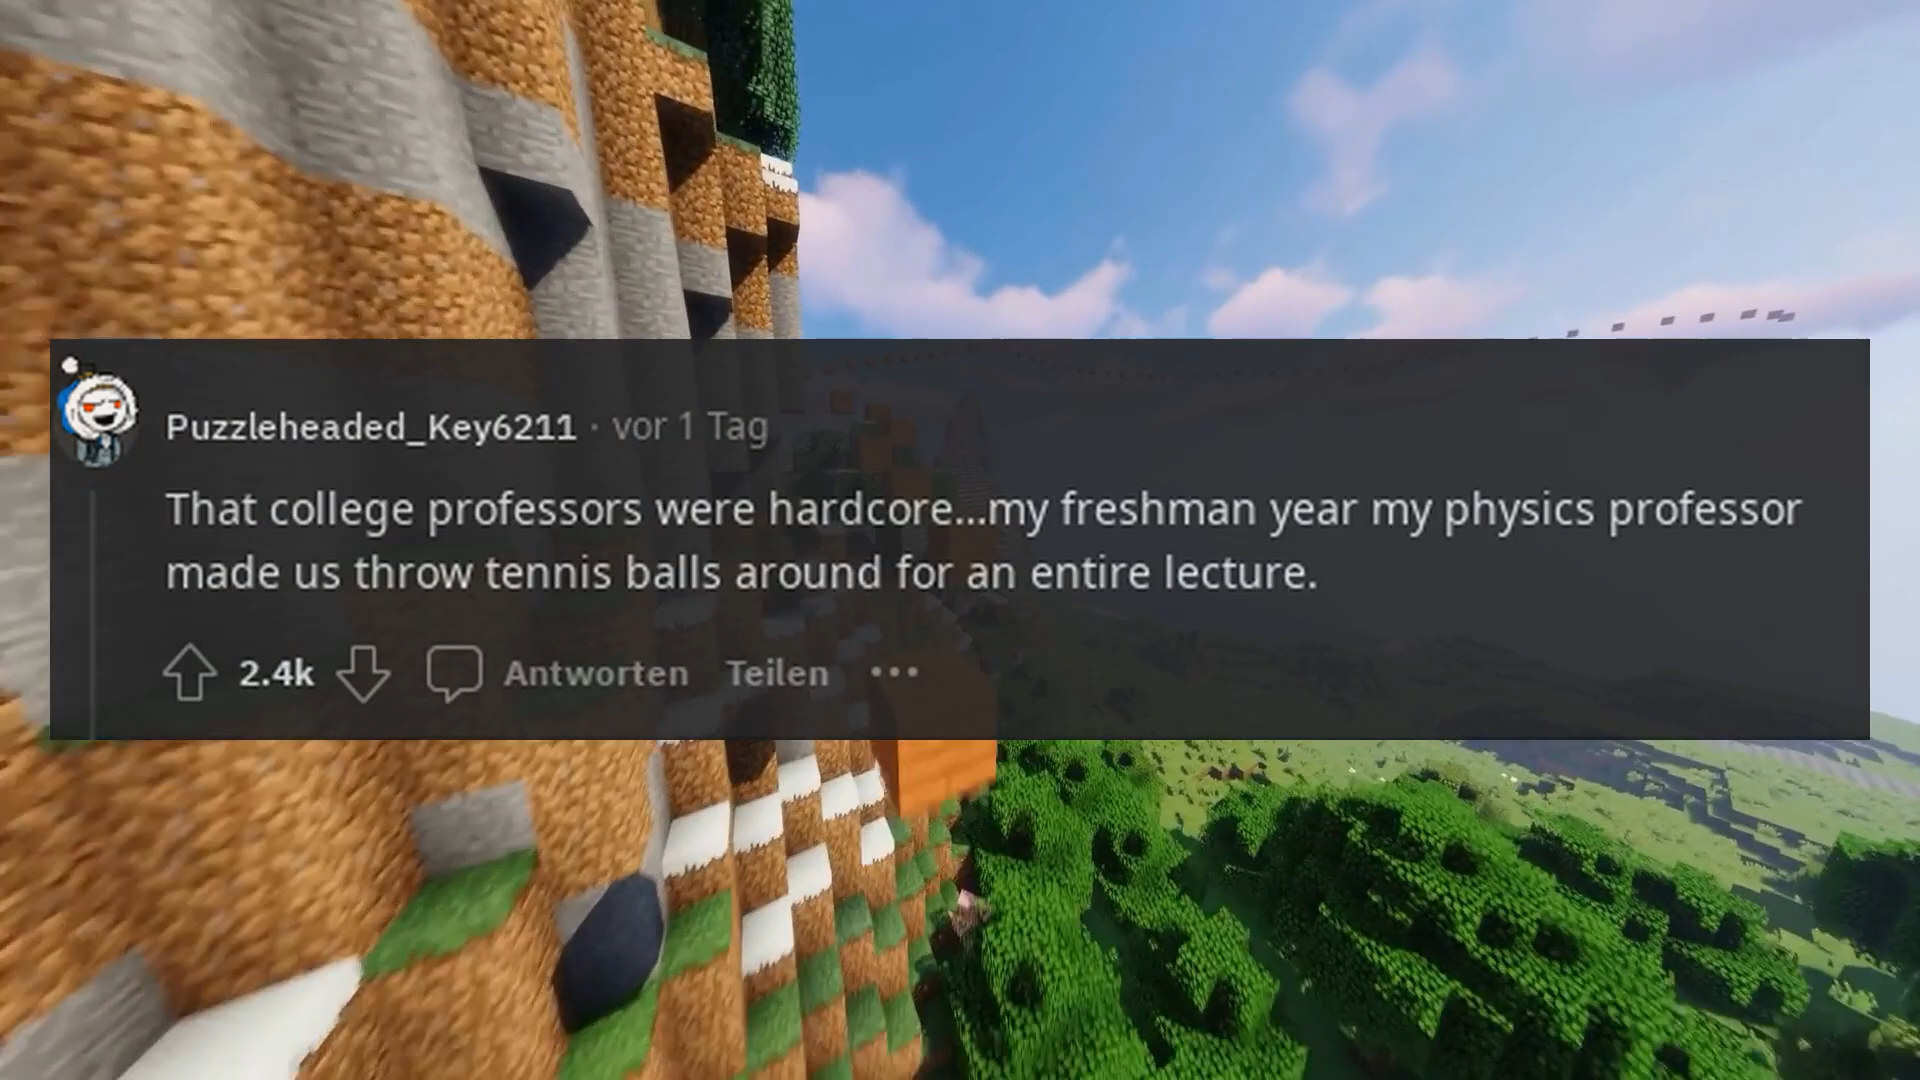 Puzzleheaded_Key6211 · vor 1 Tag
That college professors were hardcore...my freshman year my physics professor
made us throw tennis balls around for an entire lecture.
2.4k Antworten Teilen ...